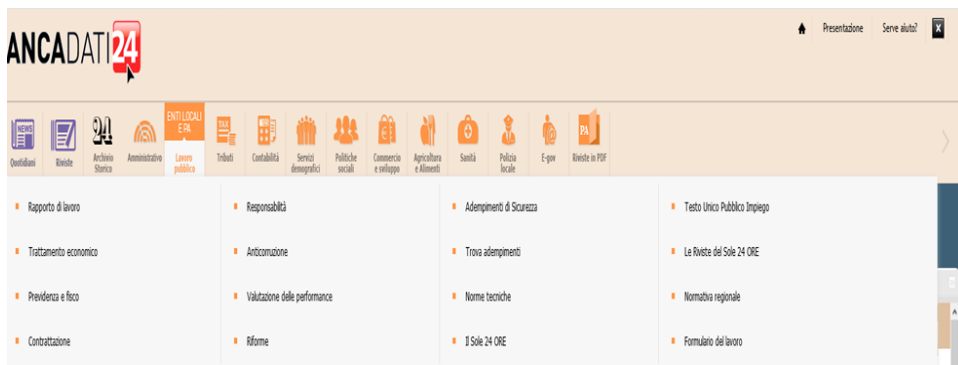 ANCADATI24
Presentazione
Serve aiuto?
X
NEWS
Quotidiani
Riviste
24
Archivio
Storico
Amministrativo
ENTI LOCALI
E PA
Lavoro
pubblico
TAX
Tributi
Contabilità
Servizi
demografici
Politiche
sociali
Commercio
e sviluppo
Agricoltura
e Alimenti
Sanità
Polizia
locale
E-gov
PA
Riviste in PDF
Rapporto di lavoro
Responsabilità
Adempimenti di Sicurezza
Testo Unico Pubblico Impiego
Trattamento economico
Anticorruzione
Trova adempimenti
Le Riviste del Sole 24 ORE
Previdenza e fisco
Valutazione delle performance
Norme tecniche
Normativa regionale
Contrattazione
Riforme
Il Sole 24 ORE
Formulario del lavoro